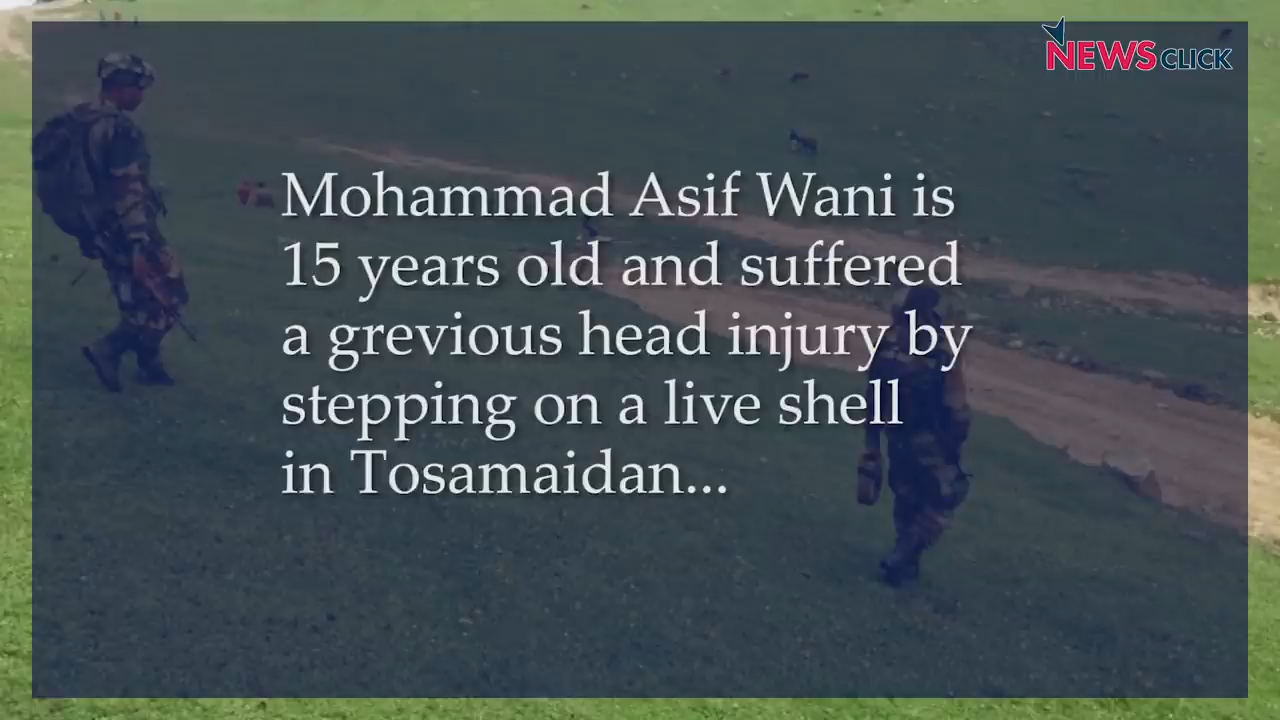 NEWSCLICK
Mohammad Asif Wani is
15 years old and suffered
a grevious head injury by
stepping on a live shell
in Tosamaidan...